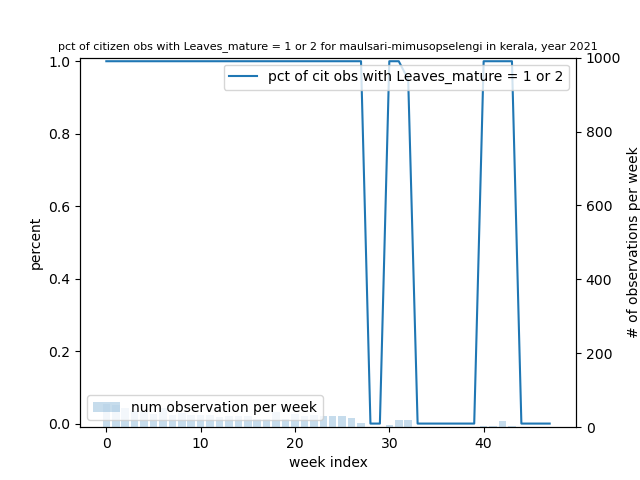 pct of citizen obs with Leaves_mature = 1 or 2 for maulsari-mimusopselengi in kerala, year 2021
pct of cit obs with Leaves_mature = 1 or 2
num observation per week
percent
1.0
0.8
0.6
0.4
0.2
0.0
0
10
20
30
40
week index
1000
800
600
400
200
0
# of observations per week